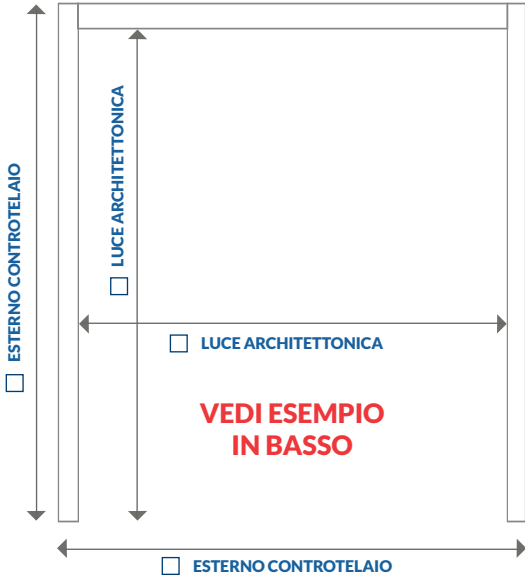 ESTERNO CONTROTELAIO
LUCE ARCHITETTONICA
LUCE ARCHITETTONICA
VEDI ESEMPIO
IN BASSO
ESTERNO CONTROTELAIO